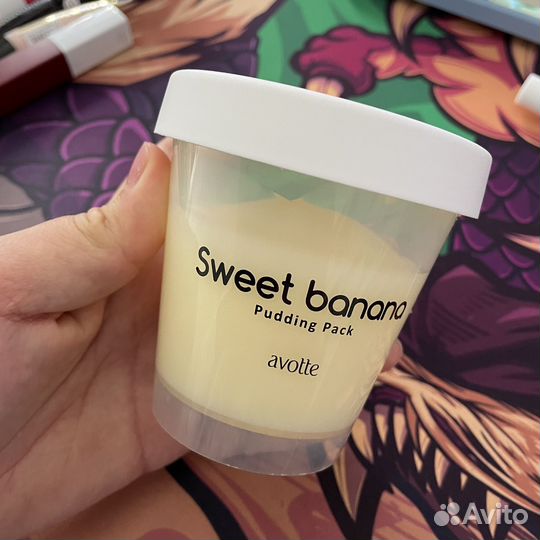 Sweet banana
Pudding Pack
avotte
Avito